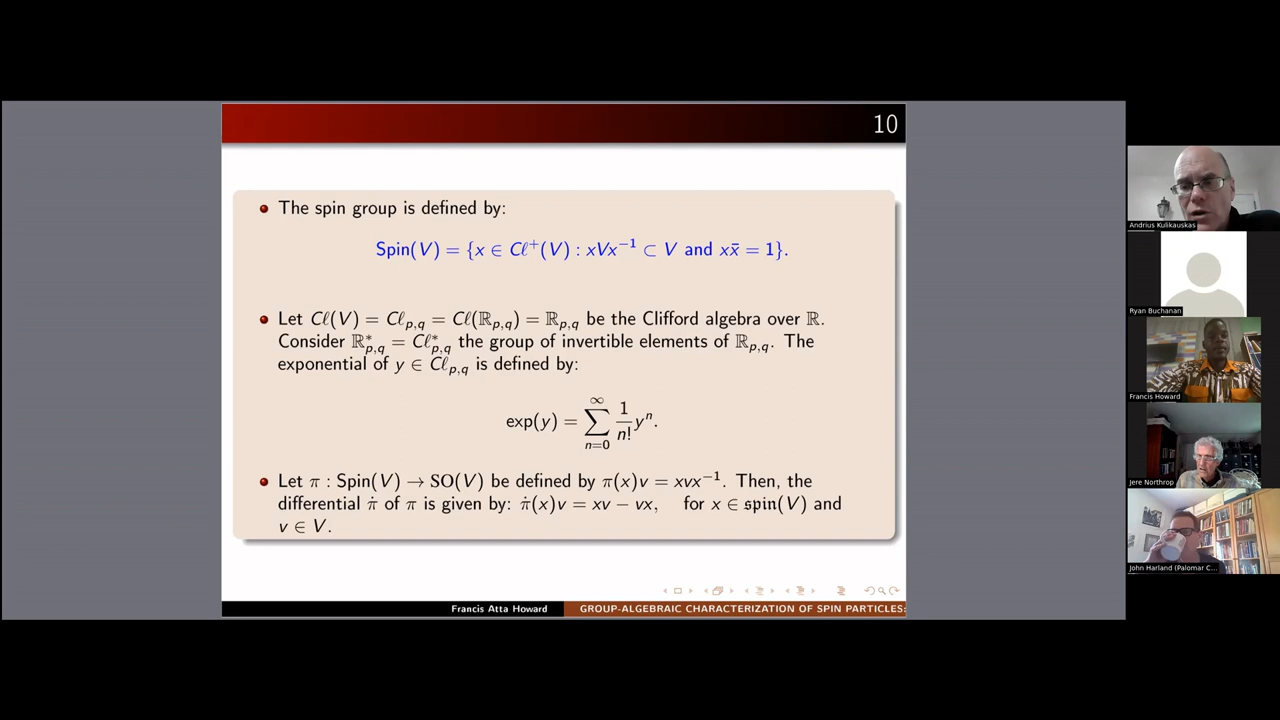 10
The spin group is defined by:
Spin(V) = {x ∈ Cℓ⁺(V) : xVx⁻¹ ⊂ V and xx̄ = 1}.
Let Cℓ(V) = Cℓ_{p,q} = Cℓ(ℝ_{p,q}) = ℝ_{p,q} be the Clifford algebra over ℝ.
Consider ℝ*_{p,q} = Cℓ*_{p,q} the group of invertible elements of ℝ_{p,q}. The
exponential of y ∈ Cℓ_{p,q} is defined by:
exp(y) = ∑_{n=0}^{∞} 1/n! yⁿ.
Let π : Spin(V) → SO(V) be defined by π(x)v = xvx⁻¹. Then, the
differential π̇ of π is given by: π̇(x)v = xv − vx, for x ∈ 𝔰𝔭𝔦𝔫(V) and
v ∈ V.
Francis Atta Howard
GROUP-ALGEBRAIC CHARACTERIZATION OF SPIN PARTICLES:
Andrius Kulikauskas
Ryan Buchanan
Francis Howard
Jere Northrop
John Harland (Palomar C...